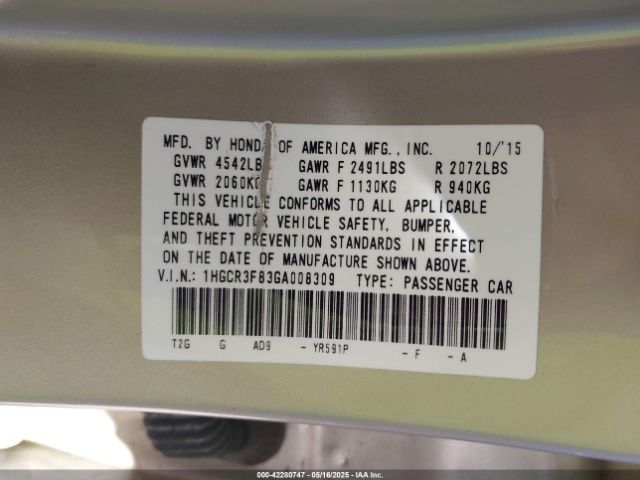 MFD. BY HONDA OF AMERICA MFG., INC. 10/'15
GVWR 4542LB GAWR F 2491LBS R 2072LBS
GVWR 2060KG GAWR F 1130KG R 940KG
THIS VEHICLE CONFORMS TO ALL APPLICABLE
FEDERAL MOTOR VEHICLE SAFETY, BUMPER,
AND THEFT PREVENTION STANDARDS IN EFFECT
ON THE DATE OF MANUFACTURE SHOWN ABOVE.
V.I.N.: 1HGCR3F83GA008309 TYPE: PASSENGER CAR
T2G G AD9 - YR591P - F - A
000-42280747 - 05/16/2025 - IAA Inc.